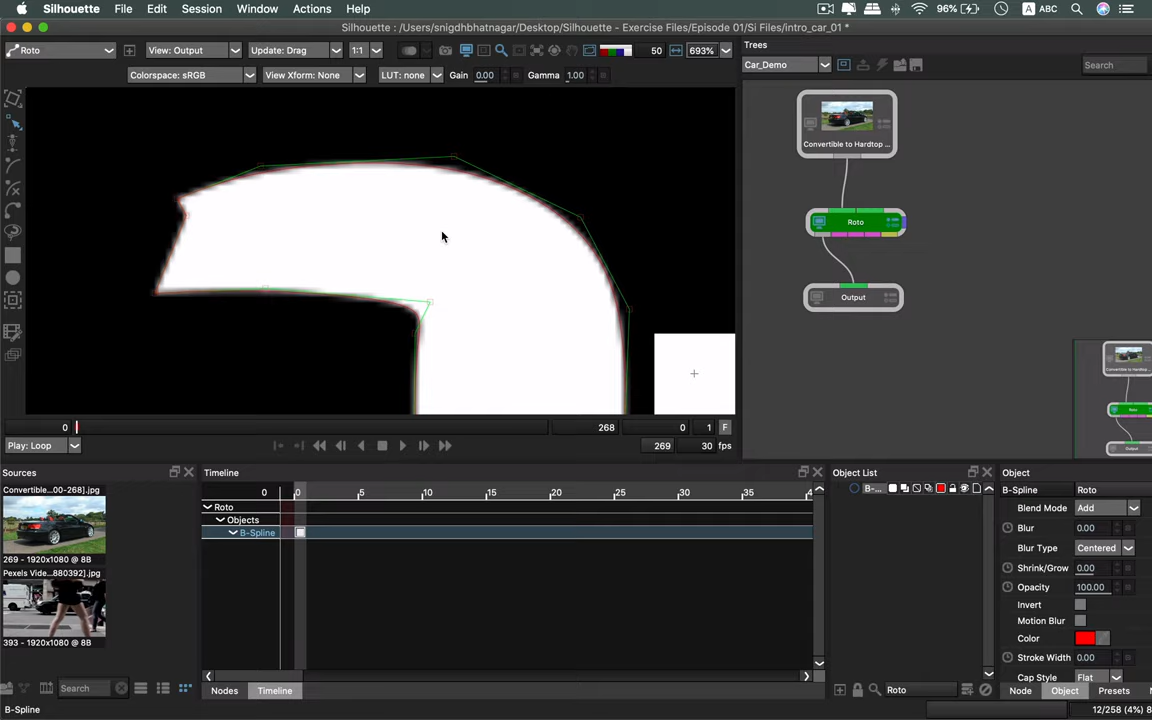 Silhouette File Edit Session Window Actions Help 96% A ABC
Silhouette : /Users/snigdhbhatnagar/Desktop/Silhouette - Exercise Files/Episode 01/Si Files/intro_car_01 *
Roto View: Output Update: Drag 1:1 50 693% Trees
Colorspace: sRGB View Xform: None LUT: none Gain 0.00 Gamma 1.00 Car_Demo Search
Convertible to Hardtop ...
Roto
Output
Convertible to Hardtop ...
Roto
Output
0 268 0 1 F
Play: Loop 269 30 fps
Sources Timeline Object List Object
Convertible...00-268].jpg 0 0 5 10 15 20 25 30 35 B-... B-Spline Roto
Roto Blend Mode Add
Objects Blur 0.00
B-Spline Blur Type Centered
269 - 1920x1080 @ 8B Shrink/Grow 0.00
Pexels Vide...880392].jpg Opacity 100.00
Invert
Motion Blur
Color
393 - 1920x1080 @ 8B Stroke Width 0.00
Cap Style Flat
Search Nodes Timeline Roto Node Object Presets
B-Spline 12/258 (4%) 8